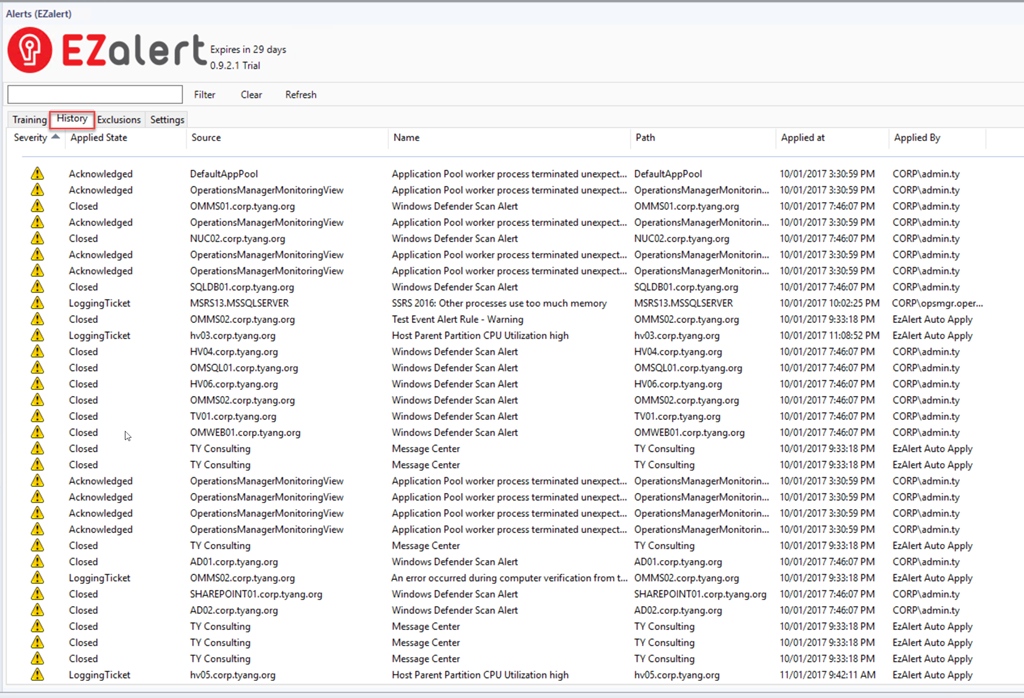 Alerts (EZalert)
EZalert Expires in 29 days
0.9.2.1 Trial
Filter Clear Refresh
Training History Exclusions Settings
Severity Applied State Source Name Path Applied at Applied By
Acknowledged DefaultAppPool Application Pool worker process terminated unexpect... DefaultAppPool 10/01/2017 3:30:59 PM CORP\admin.ty
Acknowledged OperationsManagerMonitoringView Application Pool worker process terminated unexpect... OperationsManagerMonitorin... 10/01/2017 3:30:59 PM CORP\admin.ty
Closed OMMS01.corp.tyang.org Windows Defender Scan Alert OMMS01.corp.tyang.org 10/01/2017 7:46:07 PM CORP\admin.ty
Acknowledged OperationsManagerMonitoringView Application Pool worker process terminated unexpect... OperationsManagerMonitorin... 10/01/2017 3:30:59 PM CORP\admin.ty
Closed NUC02.corp.tyang.org Windows Defender Scan Alert NUC02.corp.tyang.org 10/01/2017 7:46:07 PM CORP\admin.ty
Acknowledged OperationsManagerMonitoringView Application Pool worker process terminated unexpect... OperationsManagerMonitorin... 10/01/2017 3:30:59 PM CORP\admin.ty
Acknowledged OperationsManagerMonitoringView Application Pool worker process terminated unexpect... OperationsManagerMonitorin... 10/01/2017 3:30:59 PM CORP\admin.ty
Closed SQLDB01.corp.tyang.org Windows Defender Scan Alert SQLDB01.corp.tyang.org 10/01/2017 7:46:07 PM CORP\admin.ty
LoggingTicket MSRS13.MSSQLSERVER SSRS 2016: Other processes use too much memory MSRS13.MSSQLSERVER 10/01/2017 10:02:25 PM CORP\opsmgr.oper...
Closed OMMS02.corp.tyang.org Test Event Alert Rule - Warning OMMS02.corp.tyang.org 10/01/2017 9:33:18 PM EzAlert Auto Apply
LoggingTicket hv03.corp.tyang.org Host Parent Partition CPU Utilization high hv03.corp.tyang.org 10/01/2017 11:08:52 PM EzAlert Auto Apply
Closed HV04.corp.tyang.org Windows Defender Scan Alert HV04.corp.tyang.org 10/01/2017 7:46:07 PM CORP\admin.ty
Closed OMSQL01.corp.tyang.org Windows Defender Scan Alert OMSQL01.corp.tyang.org 10/01/2017 7:46:07 PM CORP\admin.ty
Closed HV06.corp.tyang.org Windows Defender Scan Alert HV06.corp.tyang.org 10/01/2017 7:46:07 PM CORP\admin.ty
Closed OMMS02.corp.tyang.org Windows Defender Scan Alert OMMS02.corp.tyang.org 10/01/2017 7:46:07 PM CORP\admin.ty
Closed TV01.corp.tyang.org Windows Defender Scan Alert TV01.corp.tyang.org 10/01/2017 7:46:07 PM CORP\admin.ty
Closed OMWEB01.corp.tyang.org Windows Defender Scan Alert OMWEB01.corp.tyang.org 10/01/2017 7:46:07 PM CORP\admin.ty
Closed TY Consulting Message Center TY Consulting 10/01/2017 9:33:18 PM EzAlert Auto Apply
Closed TY Consulting Message Center TY Consulting 10/01/2017 9:33:18 PM EzAlert Auto Apply
Acknowledged OperationsManagerMonitoringView Application Pool worker process terminated unexpect... OperationsManagerMonitorin... 10/01/2017 3:30:59 PM CORP\admin.ty
Acknowledged OperationsManagerMonitoringView Application Pool worker process terminated unexpect... OperationsManagerMonitorin... 10/01/2017 3:30:59 PM CORP\admin.ty
Acknowledged OperationsManagerMonitoringView Application Pool worker process terminated unexpect... OperationsManagerMonitorin... 10/01/2017 3:30:59 PM CORP\admin.ty
Acknowledged OperationsManagerMonitoringView Application Pool worker process terminated unexpect... OperationsManagerMonitorin... 10/01/2017 3:30:59 PM CORP\admin.ty
Closed TY Consulting Message Center TY Consulting 10/01/2017 9:33:18 PM EzAlert Auto Apply
Closed AD01.corp.tyang.org Windows Defender Scan Alert AD01.corp.tyang.org 10/01/2017 7:46:07 PM CORP\admin.ty
LoggingTicket OMMS02.corp.tyang.org An error occurred during computer verification from t... OMMS02.corp.tyang.org 10/01/2017 9:33:18 PM EzAlert Auto Apply
Closed SHAREPOINT01.corp.tyang.org Windows Defender Scan Alert SHAREPOINT01.corp.tyang.org 10/01/2017 7:46:07 PM CORP\admin.ty
Closed AD02.corp.tyang.org Windows Defender Scan Alert AD02.corp.tyang.org 10/01/2017 7:46:07 PM CORP\admin.ty
Closed TY Consulting Message Center TY Consulting 10/01/2017 9:33:18 PM EzAlert Auto Apply
Closed TY Consulting Message Center TY Consulting 10/01/2017 9:33:18 PM EzAlert Auto Apply
Closed TY Consulting Message Center TY Consulting 10/01/2017 9:33:18 PM EzAlert Auto Apply
LoggingTicket hv05.corp.tyang.org Host Parent Partition CPU Utilization high hv05.corp.tyang.org 11/01/2017 9:42:11 AM EzAlert Auto Apply